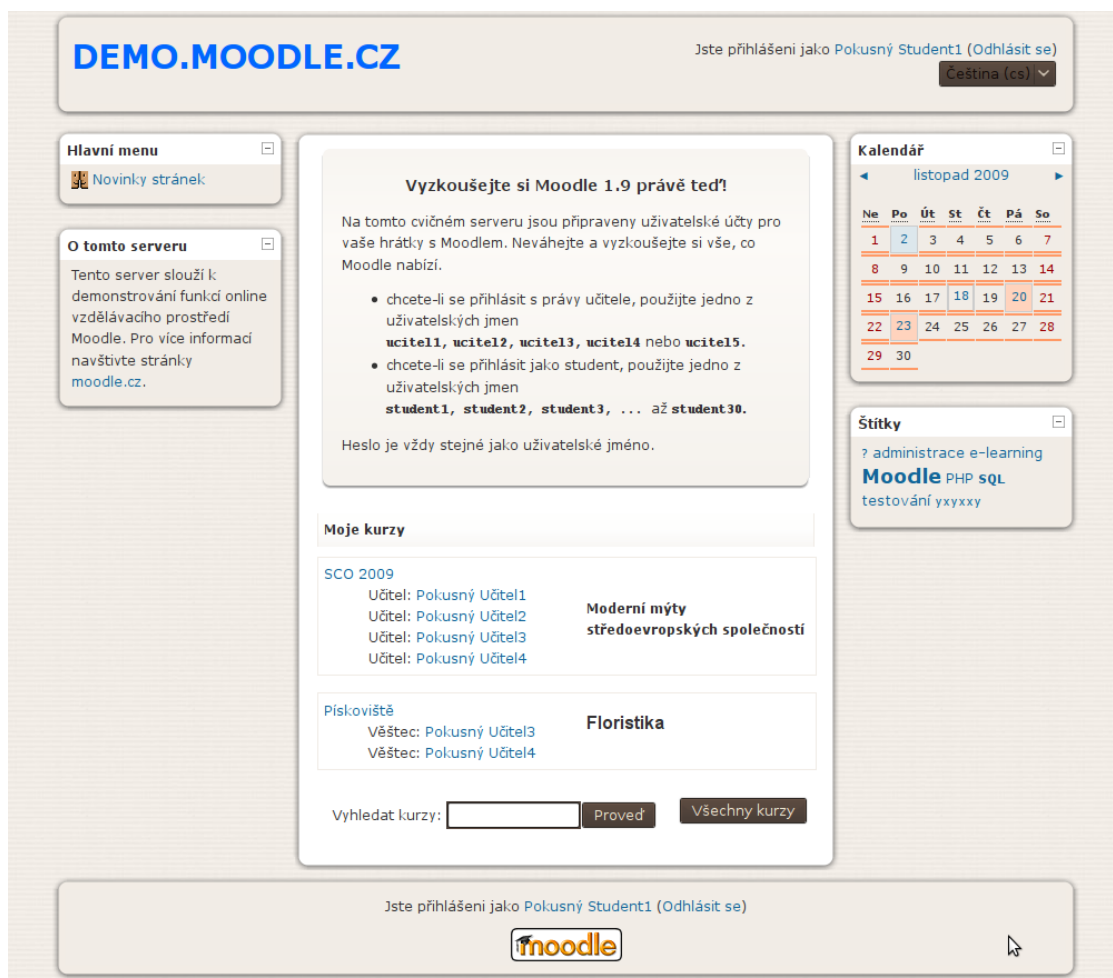 DEMO.MOODLE.CZ
Jste přihlášeni jako Pokusný Student1 (Odhlásit se)
Čeština (cs)
Hlavní menu
Novinky stránek
O tomto serveru
Tento server slouží k
demonstrování funkcí online
vzdělávacího prostředí
Moodle. Pro více informací
navštivte stránky
moodle.cz.
Vyzkoušejte si Moodle 1.9 právě teď!
Na tomto cvičném serveru jsou připraveny uživatelské účty pro
vaše hrátky s Moodlem. Neváhejte a vyzkoušejte si vše, co
Moodle nabízí.
• chcete-li se přihlásit s právy učitele, použijte jedno z
uživatelských jmen
ucitel1, ucitel2, ucitel3, ucitel4 nebo ucitel5.
• chcete-li se přihlásit jako student, použijte jedno z
uživatelských jmen
student1, student2, student3, ... až student30.
Heslo je vždy stejné jako uživatelské jméno.
Moje kurzy
SCO 2009
Učitel: Pokusný Učitel1
Učitel: Pokusný Učitel2
Učitel: Pokusný Učitel3
Učitel: Pokusný Učitel4
Moderní mýty
středoevropských společností
Pískoviště
Věštec: Pokusný Učitel3
Věštec: Pokusný Učitel4
Floristika
Vyhledat kurzy: Proveď Všechny kurzy
Kalendář
◄ listopad 2009 ►
Ne Po Út St Čt Pá So
1 2 3 4 5 6 7
8 9 10 11 12 13 14
15 16 17 18 19 20 21
22 23 24 25 26 27 28
29 30
Štítky
? administrace e-learning
Moodle PHP SQL
testování yxyxxy
Jste přihlášeni jako Pokusný Student1 (Odhlásit se)
moodle